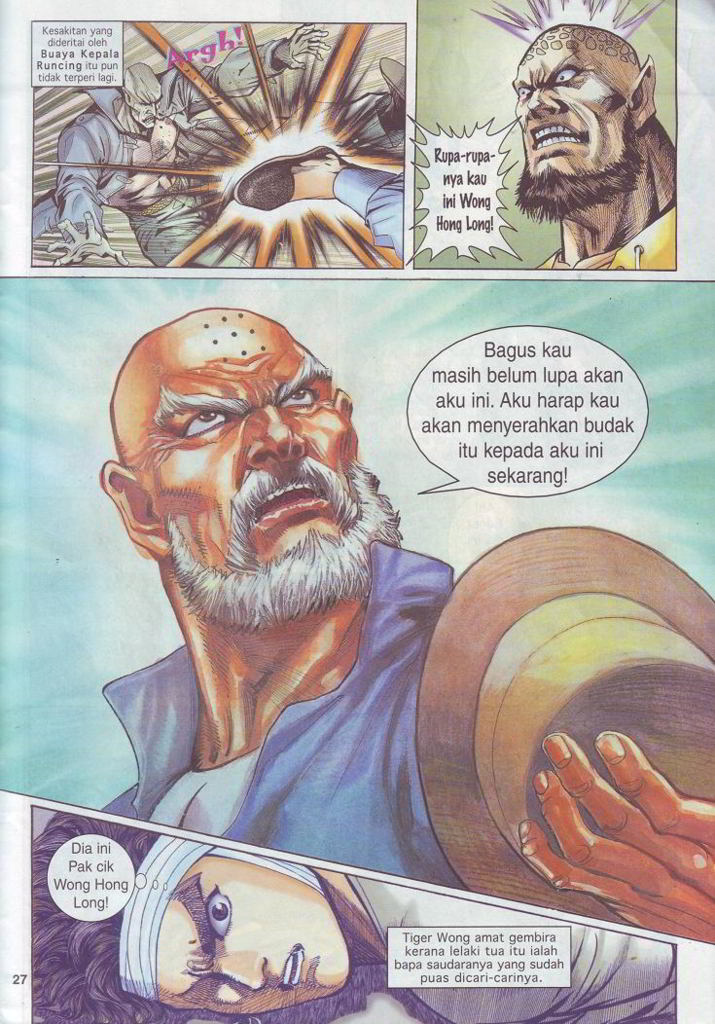 Kesakitan yang
dideritai oleh
Buaya Kepala
Runcing itu pun
tidak terperi lagi.
Argh!
Rupa-rupa-
nya kau
ini Wong
Hong Long!
Bagus kau
masih belum lupa akan
aku ini. Aku harap kau
akan menyerahkan budak
itu kepada aku ini
sekarang!
Dia ini
Pak cik
Wong Hong
Long!
Tiger Wong amat gembira
kerana lelaki tua itu ialah
bapa saudaranya yang sudah
puas dicari-carinya.
27